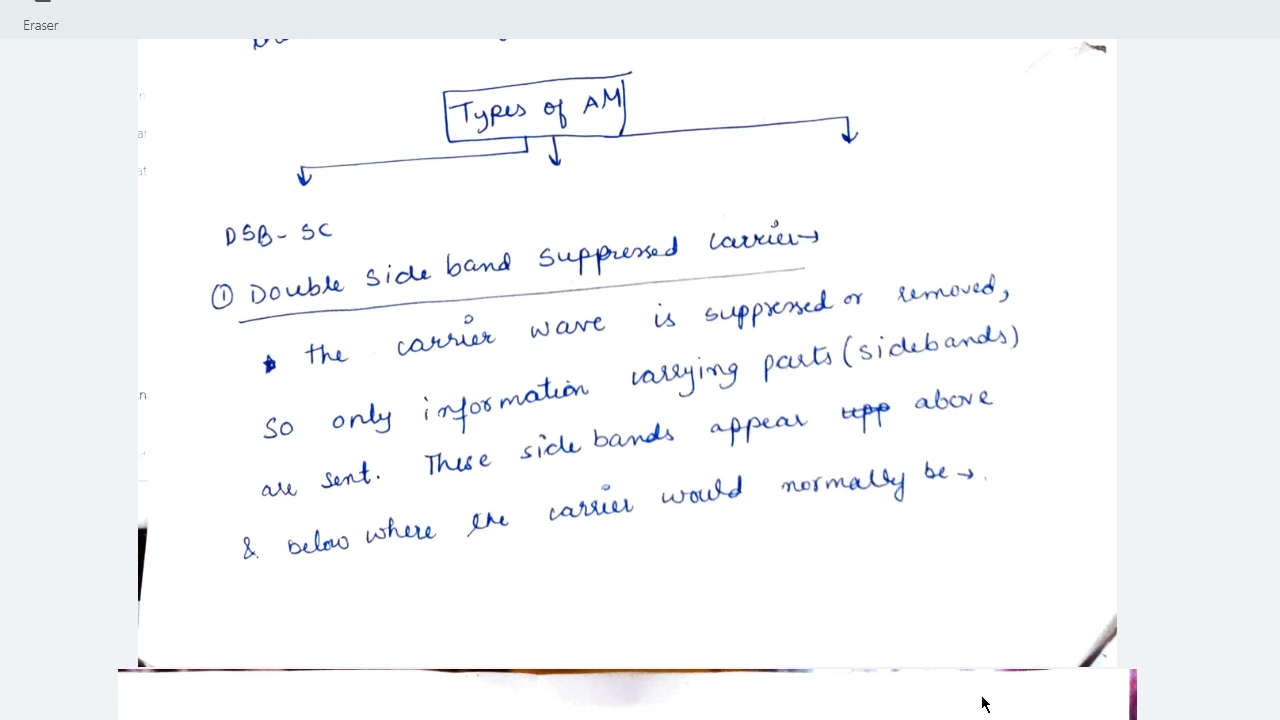 Eraser
Types of AM
DSB- SC
① Double side band suppressed carrier→
* the carrier wave is suppressed or removed,
So only information carrying parts (sidebands)
are sent. These side bands appear above
& below where the carrier would normally be →.